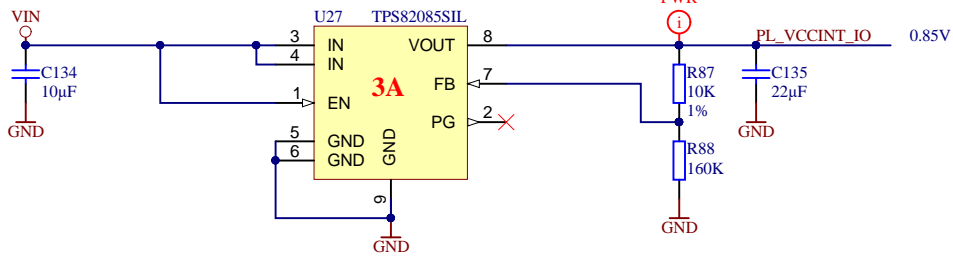 VIN
U27 TPS82085SIL
PL_VCCINT_IO 0.85V
3 IN VOUT 8
4 IN
C134
10µF
3A
FB 7
R87
10K
1%
C135
22µF
1 EN
PG 2
GND
GND
5 GND
6 GND
GND
R88
160K
9
GND
GND
i